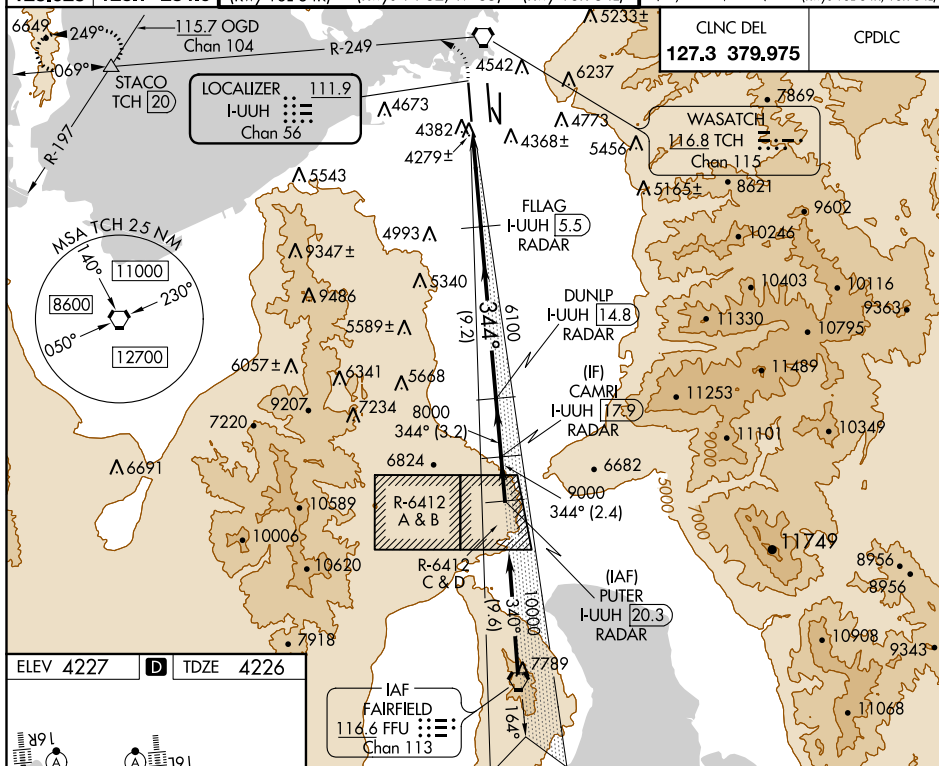 6649
249°
069°
115.7 OGD
Chan 104
R-249
STACO
TCH 20
R-197
LOCALIZER 111.9
I-UUH
Chan 56
4542
5233±
6237
4673
4382
4279±
4368±
4773
5456
CLNC DEL
127.3 379.975
CPDLC
7869
WASATCH
116.8 TCH
Chan 115
5165±
8621
9602
5543
MSA TCH 25 NM
140°
11000
8600
230°
050°
12700
9347±
4993
FLLAG
I-UUH 5.5
RADAR
10246
9486
5340
5589±
344°
(9.2)
6100
DUNLP
I-UUH 14.8
RADAR
10403
10116
9363
11330
10795
6057±
6341
5668
11489
(IF)
CAMRI
I-UUH 17.9
RADAR
11253
9207
7234
7220
8000
344° (3.2)
11101
10349
9000
6691
6824
6682
9000
344° (2.4)
5000
7000
R-6412
A & B
10589
10006
10620
R-6412
C & D
11749
8956
8956
(IAF)
PUTER
I-UUH 20.3
RADAR
340°
(9.6)
10000
7918
7789
10908
9343
11068
164°
IAF
FAIRFIELD
116.6 FFU
Chan 113
ELEV 4227
D
TDZE 4226
16R
A
A
16L